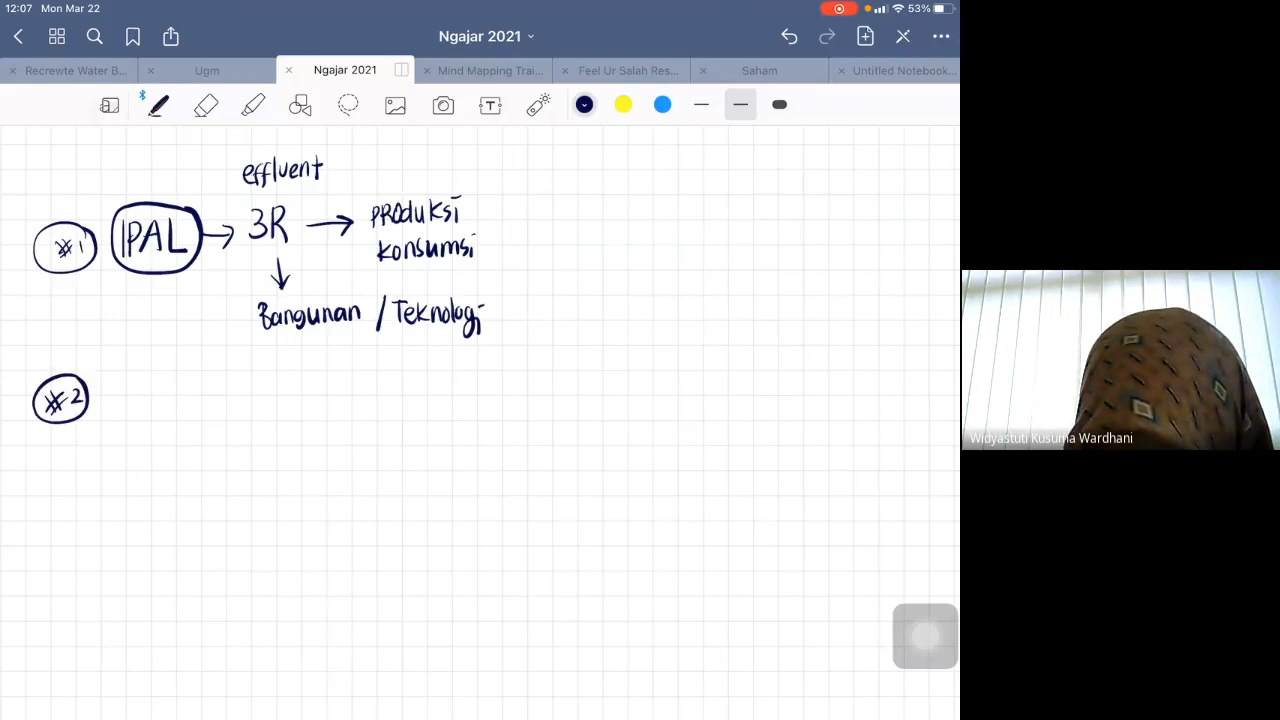 12:07 Mon Mar 22
53%
Ngajar 2021
Recrewte Water B...
Ugm
Ngajar 2021
Mind Mapping Trai...
Feel Ur Salah Res...
Saham
Untitled Notebook...
effluent
#1 IPAL → 3R → PRODUKSI
KONSUMSI
↓
Bangunan / Teknologi
#2
Widyastuti Kusuma Wardhani